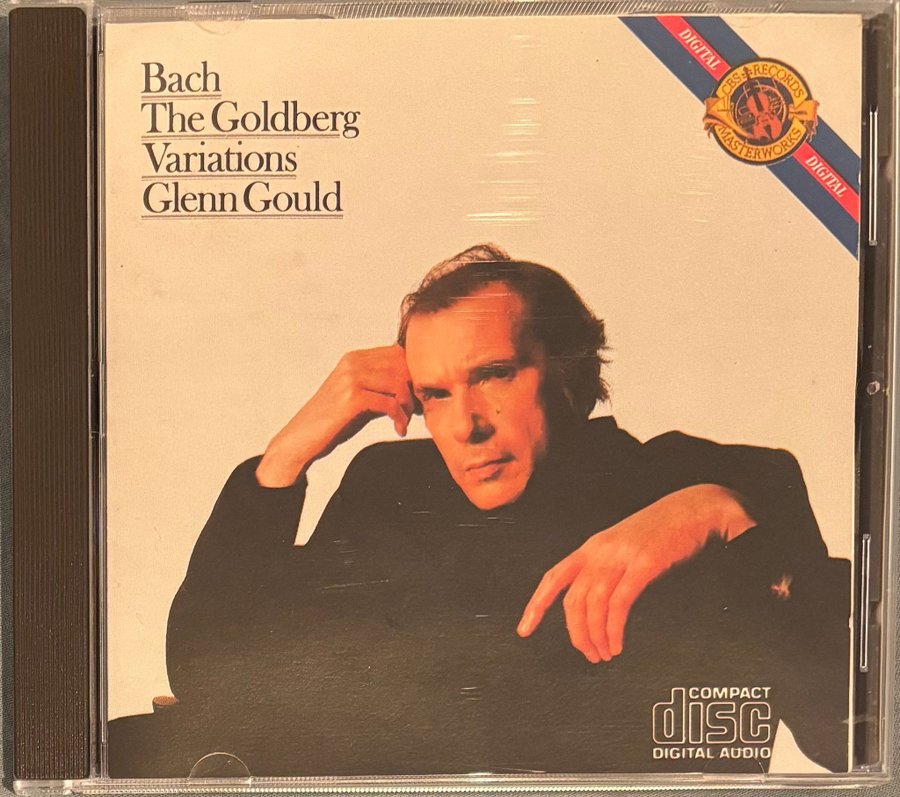 Bach
The Goldberg
Variations
Glenn Gould
DIGITAL
CBS RECORDS
MASTERWORKS
DIGITAL
COMPACT
disc
DIGITAL AUDIO